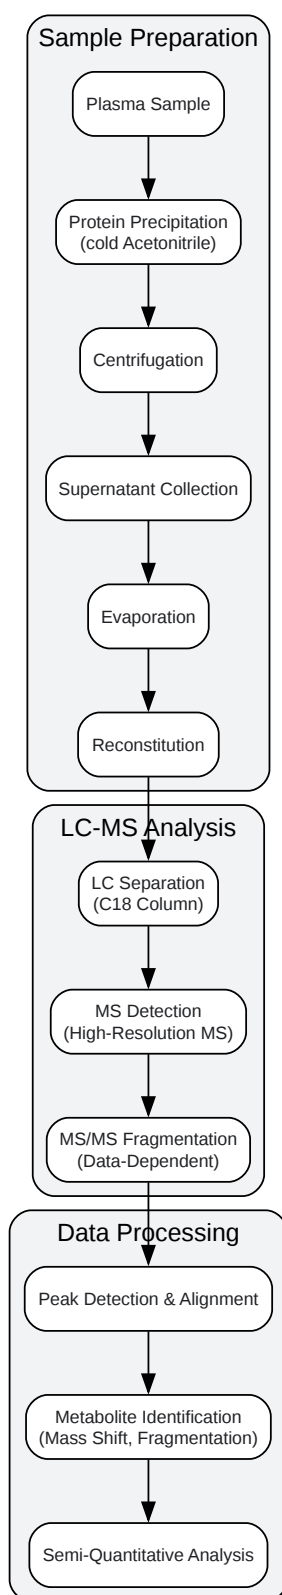 Sample Preparation
Plasma Sample
Protein Precipitation
(cold Acetonitrile)
Centrifugation
Supernatant Collection
Evaporation
Reconstitution
LC-MS Analysis
LC Separation
(C18 Column)
MS Detection
(High-Resolution MS)
MS/MS Fragmentation
(Data-Dependent)
Data Processing
Peak Detection & Alignment
Metabolite Identification
(Mass Shift, Fragmentation)
Semi-Quantitative Analysis